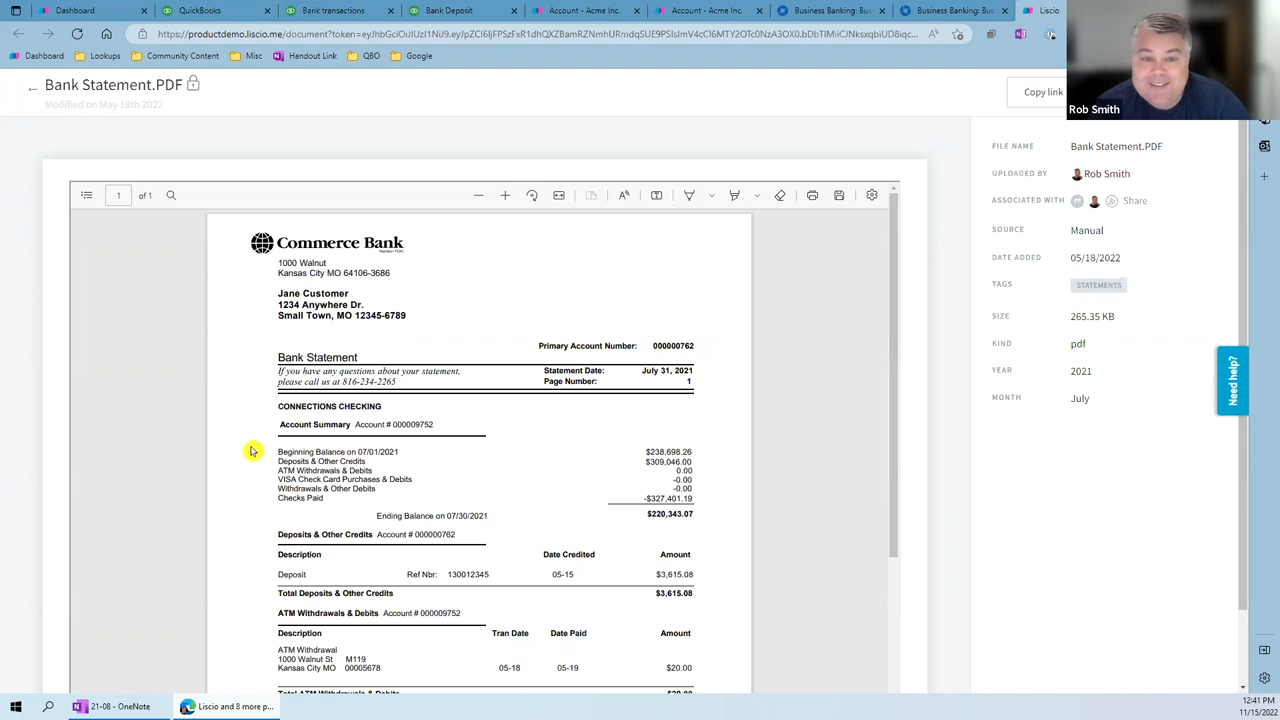 Dashboard
QuickBooks
Transactions
Bank Deposit
Account - Acme Inc.
Account - Acme Inc.
Business Banking: Bu
Business Banking: Bus
Liscio
Dashboard
Lookups
Community Content
Misc
Handout Link
QBO
Google
Bank Statement.PDF
Modified on May 18th 2022
Copy link
Rob Smith
1 of 1
Commerce Bank
1000 Walnut
Kansas City MO 64106-3686
Jane Customer
1234 Anywhere Dr.
Small Town, MO 12345-6789
Primary Account Number: 000000762
Bank Statement
If you have any questions about your statement, Statement Date: July 31, 2021
please call us at 816-234-2265 Page Number: 1
CONNECTIONS CHECKING
Account Summary Account # 000009752
Beginning Balance on 07/01/2021 $238,698.26
Deposits & Other Credits $309,046.00
ATM Withdrawals & Debits 0.00
VISA Check Card Purchases & Debits -0.00
Withdrawals & Other Debits -0.00
Checks Paid -$327,401.19
Ending Balance on 07/30/2021 $220,343.07
Deposits & Other Credits Account # 000000762
Description Date Credited Amount
Deposit Ref Nbr: 130012345 05-15 $3,615.08
Total Deposits & Other Credits $3,615.08
ATM Withdrawals & Debits Account # 000009752
Description Tran Date Date Paid Amount
ATM Withdrawal
1000 Walnut St M119
Kansas City MO 00005678 05-18 05-19 $20.00
Total ATM Withdrawals & Debits $20.00
FILE NAME Bank Statement.PDF
UPLOADED BY Rob Smith
ASSOCIATED WITH Share
SOURCE Manual
DATE ADDED 05/18/2022
TAGS STATEMENTS
SIZE 265.35 KB
KIND pdf
YEAR 2021
MONTH July
Need help?
21-08 - OneNote
Liscio and 8 more p...
12:41 PM
11/15/2022